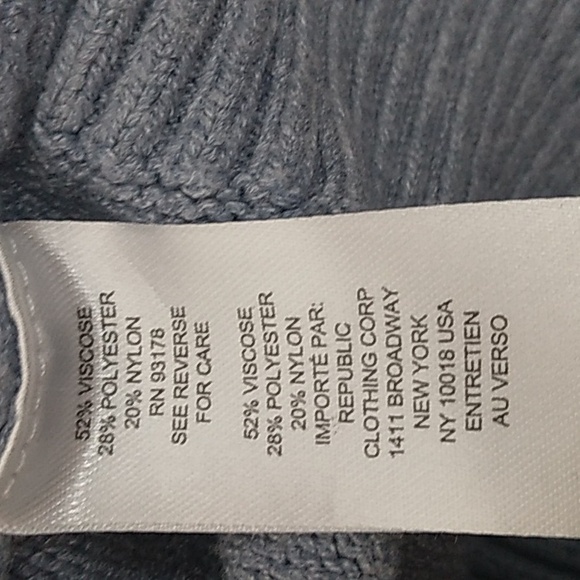 52% VISCOSE
28% POLYESTER
20% NYLON
RN 93178
SEE REVERSE
FOR CARE
52% VISCOSE
28% POLYESTER
20% NYLON
IMPORTÉ PAR:
REPUBLIC
CLOTHING CORP
1411 BROADWAY
NEW YORK
NY 10018 USA
ENTRETIEN
AU VERSO